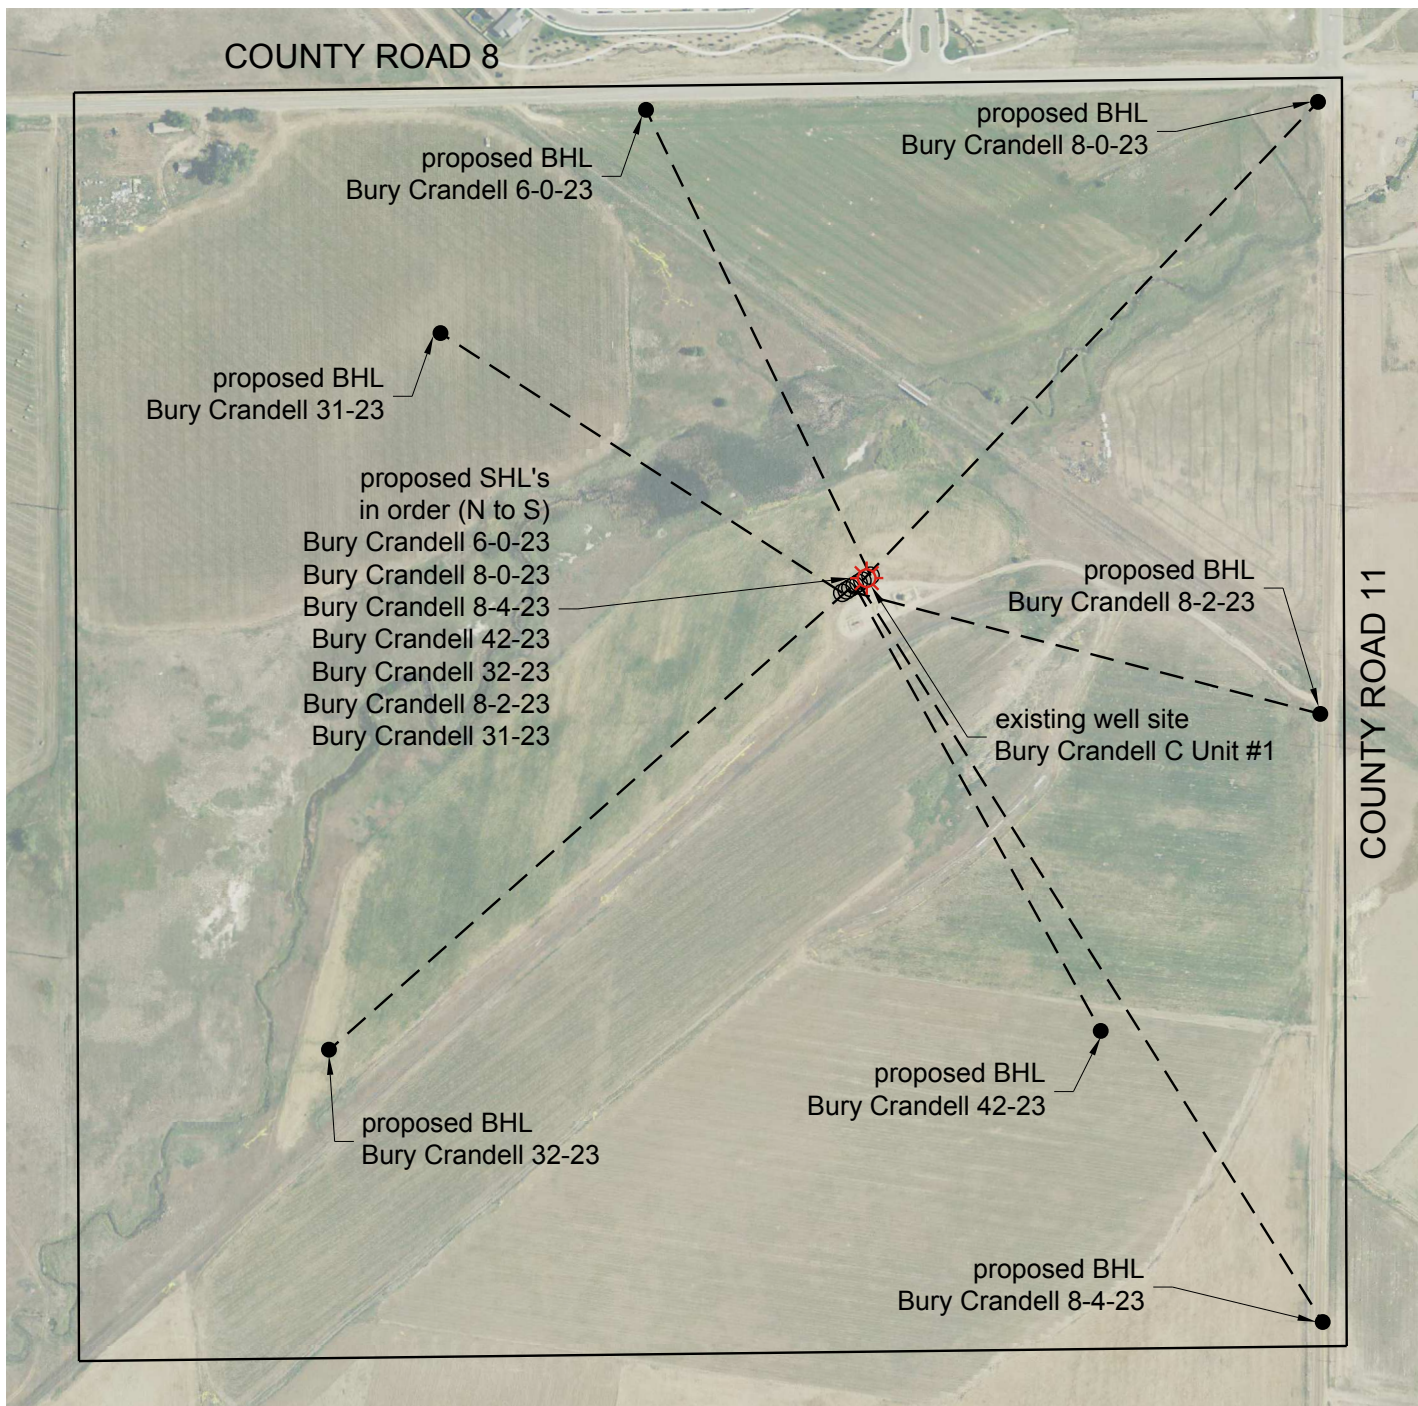 COUNTY ROAD 8
proposed BHL
Bury Crandell 8-0-23
proposed BHL
Bury Crandell 6-0-23
proposed BHL
Bury Crandell 31-23
proposed SHL's
in order (N to S)
Bury Crandell 6-0-23
Bury Crandell 8-0-23
Bury Crandell 8-4-23
Bury Crandell 42-23
Bury Crandell 32-23
Bury Crandell 8-2-23
Bury Crandell 31-23
proposed BHL
Bury Crandell 8-2-23
COUNTY ROAD 11
existing well site
Bury Crandell C Unit #1
proposed BHL
Bury Crandell 42-23
proposed BHL
Bury Crandell 32-23
proposed BHL
Bury Crandell 8-4-23